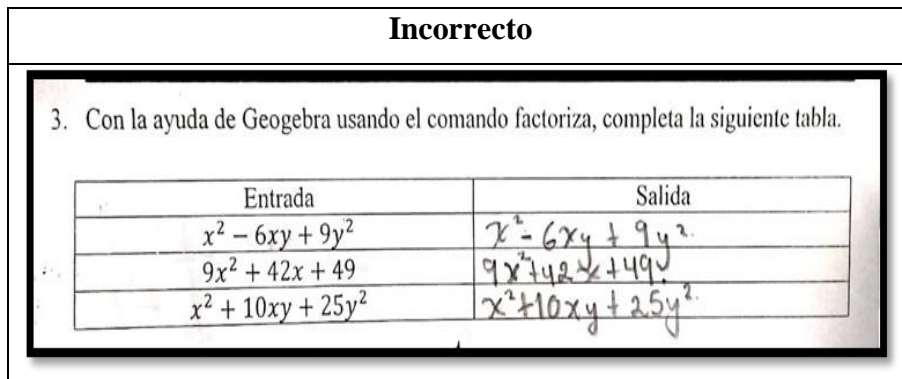 Incorrecto
3. Con la ayuda de Geogebra usando el comando factoriza, completa la siguiente tabla.
Entrada Salida
x² − 6xy + 9y² x² - 6xy + 9y².
9x² + 42x + 49 9x²+42x+49.
x² + 10xy + 25y² x²+10xy+25y².